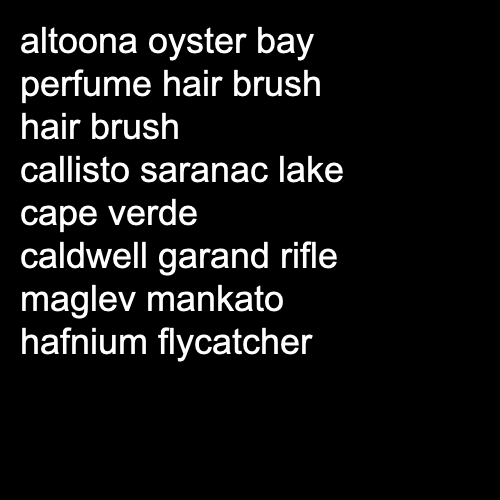 altoona oyster bay
perfume hair brush
hair brush
callisto saranac lake
cape verde
caldwell garand rifle
maglev mankato
hafnium flycatcher